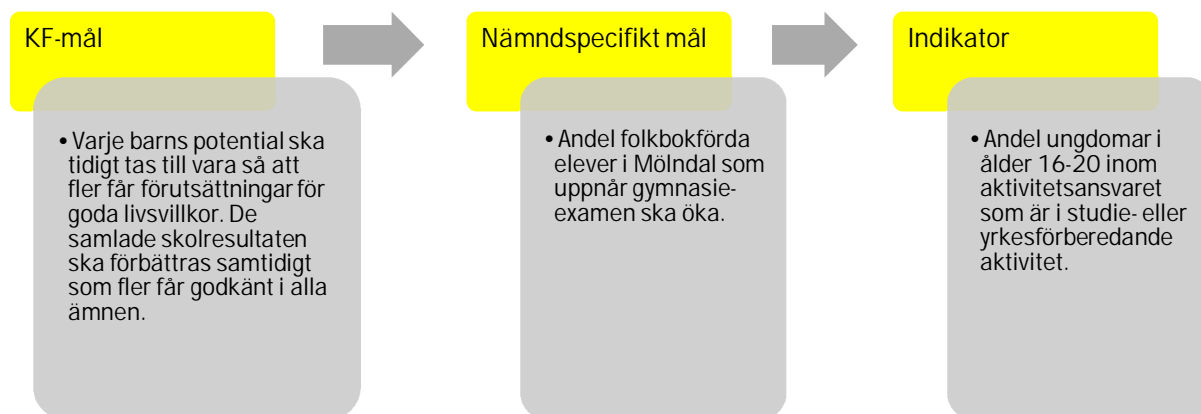 KF-mål
• Varje barns potential ska
tidigt tas till vara så att
fler får förutsättningar för
goda livsvillkor. De
samlade skolresultaten
ska förbättras samtidigt
som fler får godkänt i alla
ämnen.
Nämndspecifikt mål
• Andel folkbokförda
elever i Mölndal som
uppnår gymnasie-
examen ska öka.
Indikator
• Andel ungdomar i
ålder 16-20 inom
aktivitetsansvaret
som är i studie- eller
yrkesförberedande
aktivitet.